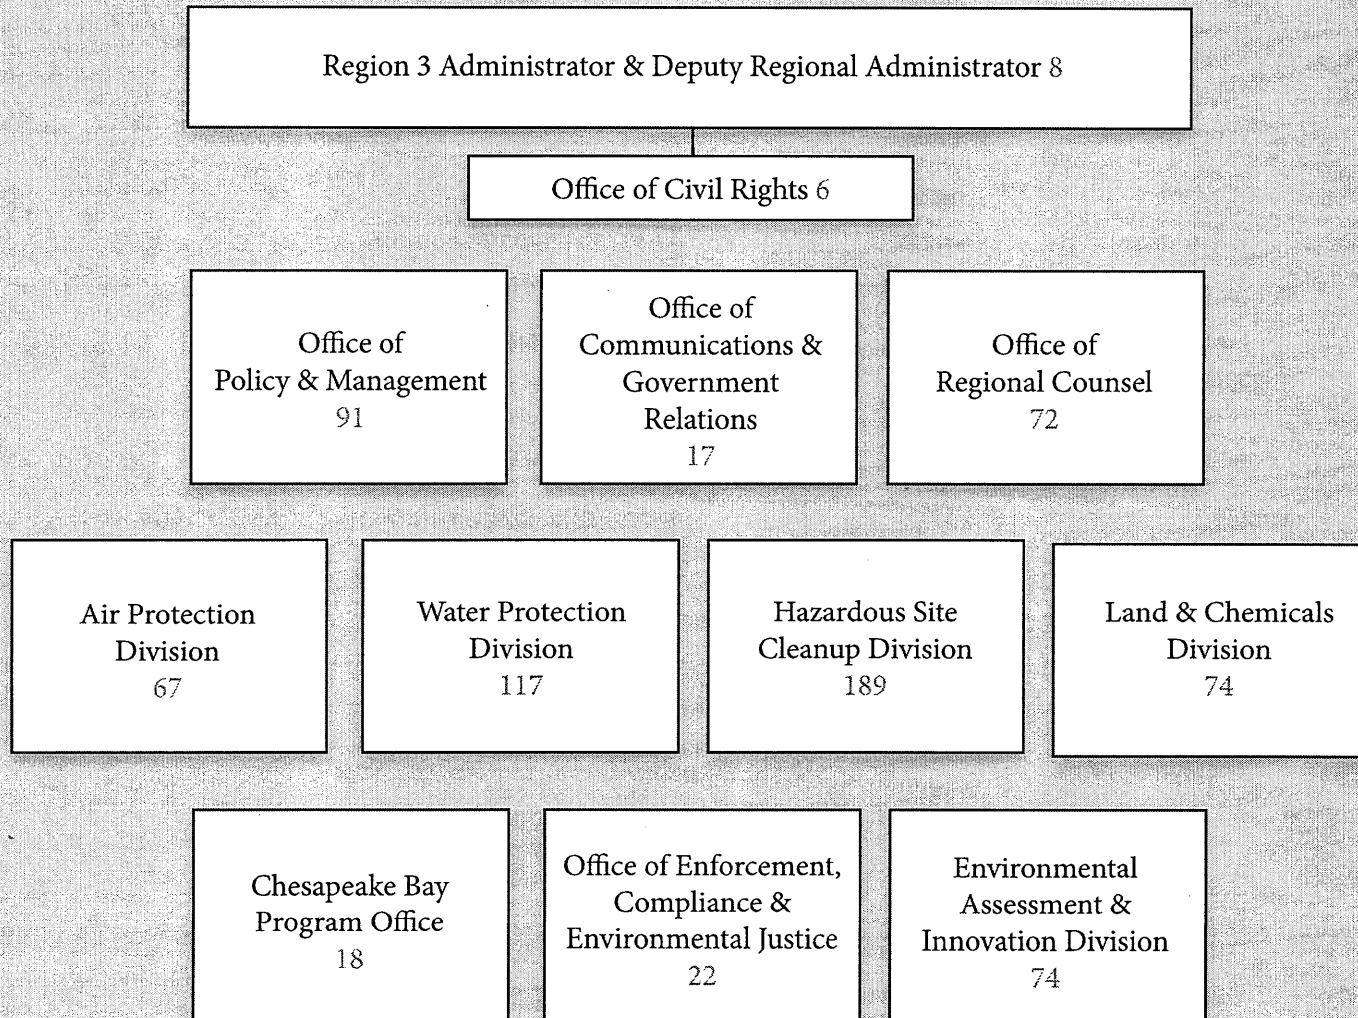 Region 3 Administrator & Deputy Regional Administrator 8
Office of Civil Rights 6
Office of
Policy & Management
91
Office of
Communications &
Government
Relations
17
Office of
Regional Counsel
72
Air Protection
Division
67
Water Protection
Division
117
Hazardous Site
Cleanup Division
189
Land & Chemicals
Division
74
Chesapeake Bay
Program Office
18
Office of Enforcement,
Compliance &
Environmental Justice
22
Environmental
Assessment &
Innovation Division
74